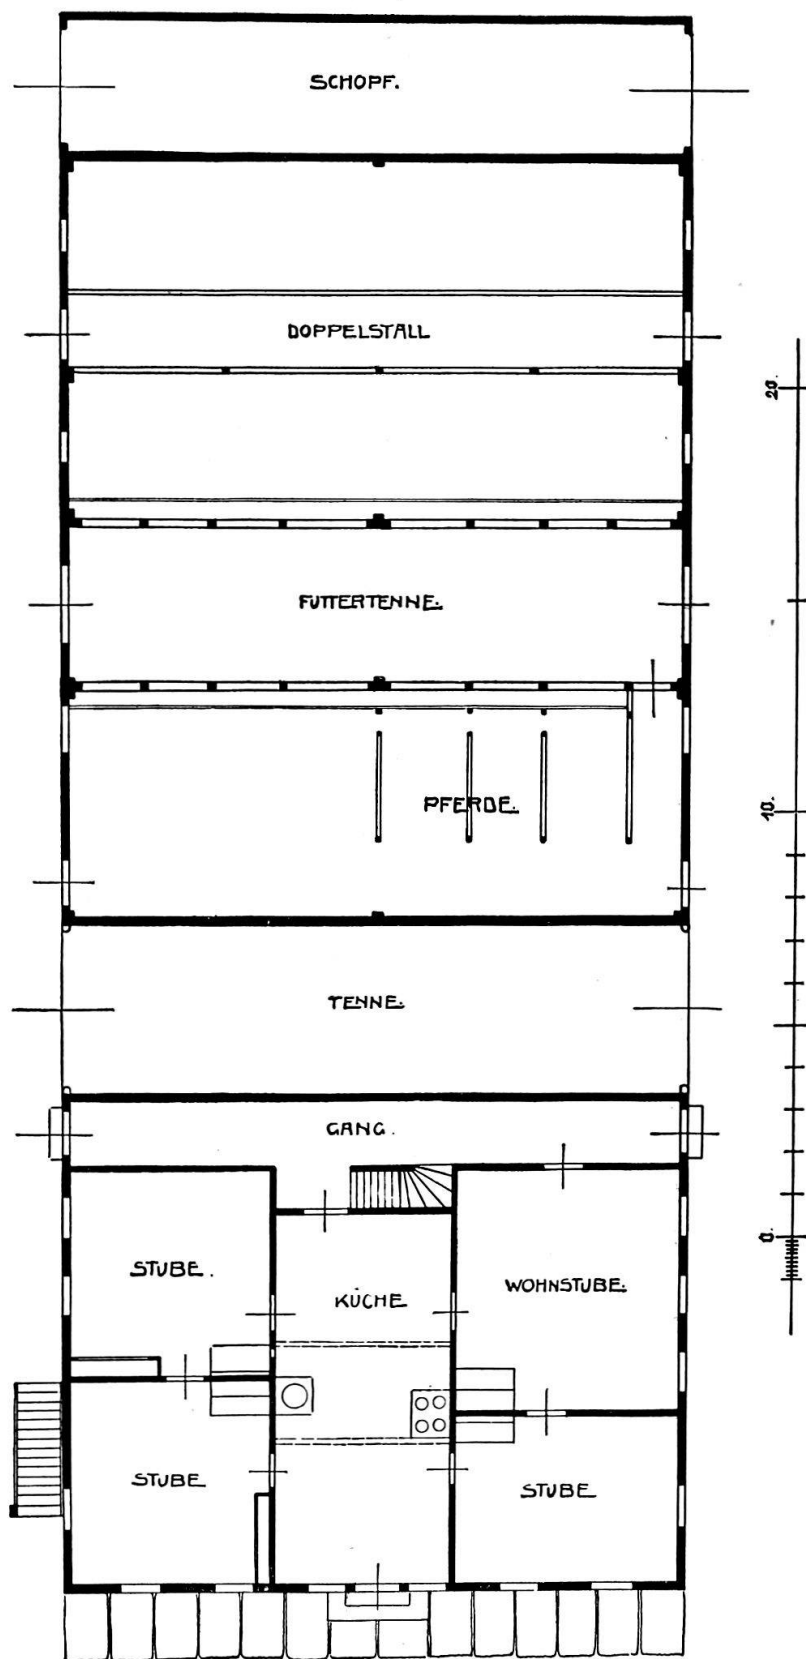 SCHOPF.
DOPPELSTALL
20.
FUTTERTENNE.
PFERDE.
10.
TENNE.
GANG.
0.
STUBE.
KÜCHE
WOHNSTUBE.
STUBE
STUBE